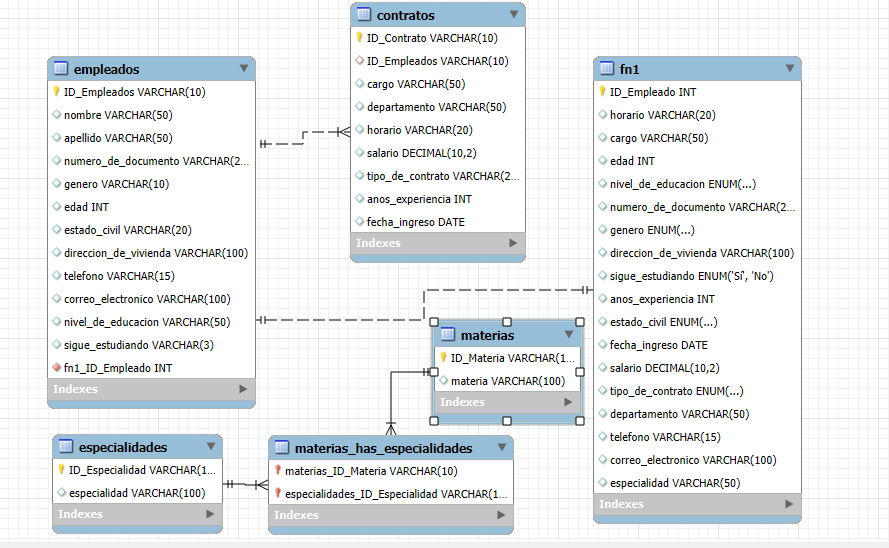 contratos
ID_Contrato VARCHAR(10)
ID_Empleados VARCHAR(10)
cargo VARCHAR(50)
departamento VARCHAR(50)
horario VARCHAR(20)
salario DECIMAL(10,2)
tipo_de_contrato VARCHAR(2...
anos_experiencia INT
fecha_ingreso DATE
Indexes
empleados
ID_Empleados VARCHAR(10)
nombre VARCHAR(50)
apellido VARCHAR(50)
numero_de_documento VARCHAR(2...
genero VARCHAR(10)
edad INT
estado_civil VARCHAR(20)
direccion_de_vivienda VARCHAR(100)
telefono VARCHAR(15)
correo_electronico VARCHAR(100)
nivel_de_educacion VARCHAR(50)
sigue_estudiando VARCHAR(3)
fn1_ID_Empleado INT
Indexes
fn1
ID_Empleado INT
horario VARCHAR(20)
cargo VARCHAR(50)
edad INT
nivel_de_educacion ENUM(...)
numero_de_documento VARCHAR(2...
genero ENUM(...)
direccion_de_vivienda VARCHAR(100)
sigue_estudiando ENUM('Sí', 'No')
anos_experiencia INT
estado_civil ENUM(...)
fecha_ingreso DATE
salario DECIMAL(10,2)
tipo_de_contrato ENUM(...)
departamento VARCHAR(50)
telefono VARCHAR(15)
correo_electronico VARCHAR(100)
especialidad VARCHAR(50)
Indexes
materias
ID_Materia VARCHAR(1...
materia VARCHAR(100)
Indexes
especialidades
ID_Especialidad VARCHAR(1...
especialidad VARCHAR(100)
Indexes
materias_has_especialidades
materias_ID_Materia VARCHAR(10)
especialidades_ID_Especialidad VARCHAR(1...
Indexes